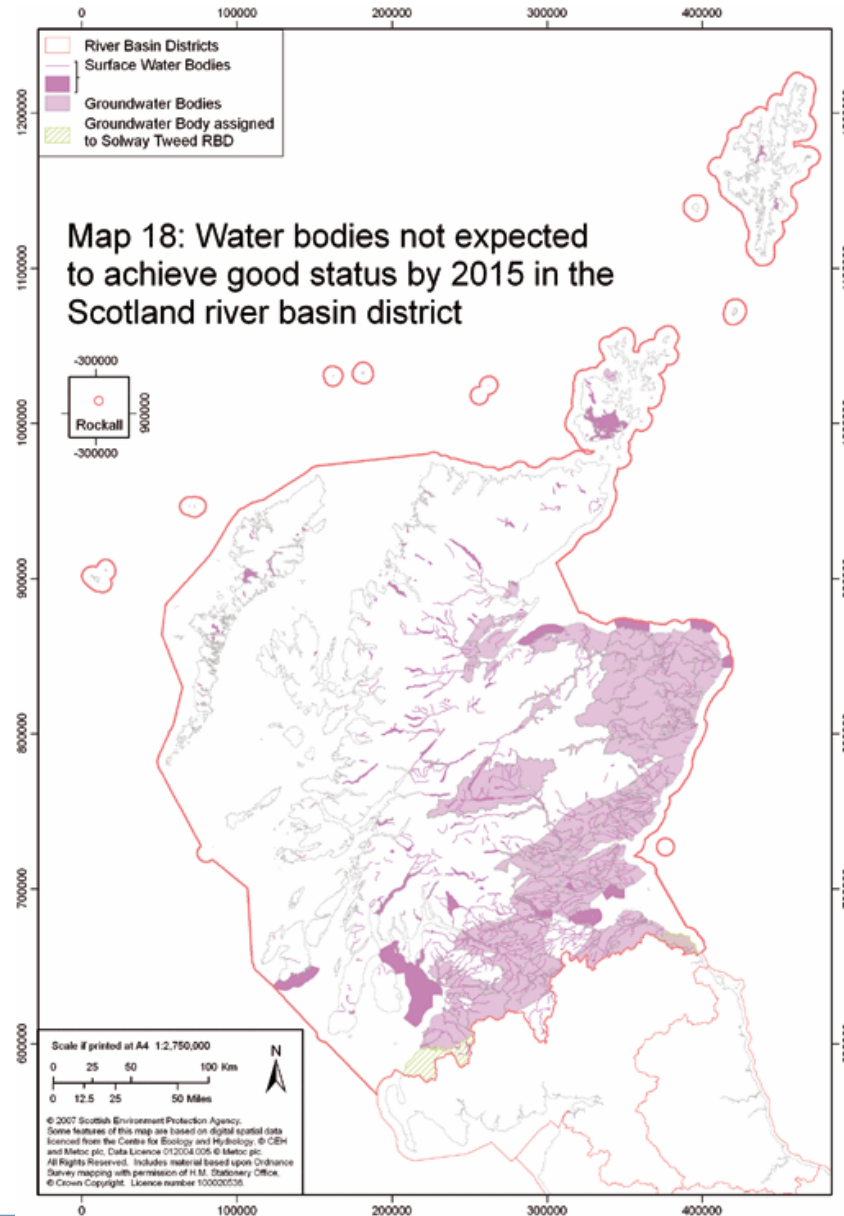 0 100000 200000 300000 400000
River Basin Districts
Surface Water Bodies
Groundwater Bodies
Groundwater Body assigned
to Solway Tweed RBD
Map 18: Water bodies not expected
to achieve good status by 2015 in the
Scotland river basin district
-300000
900000
Rockall
-300000
1200000
1100000
1000000
900000
800000
700000
600000
Scale if printed at A4 1:2,750,000
N
0 25 50 100 Km
0 12.5 25 50 Miles
© 2007 Scottish Environment Protection Agency.
Some features of this map are based on digital spatial data
licenced from the Centre for Ecology and Hydrology, © CEH
and Metoc plc, Data Licence 012004.005 © Metoc plc.
All Rights Reserved. Includes material based upon Ordnance
Survey mapping with permission of H.M. Stationery Office,
© Crown Copyright. Licence number 100020538.
0 100000 200000 300000 400000